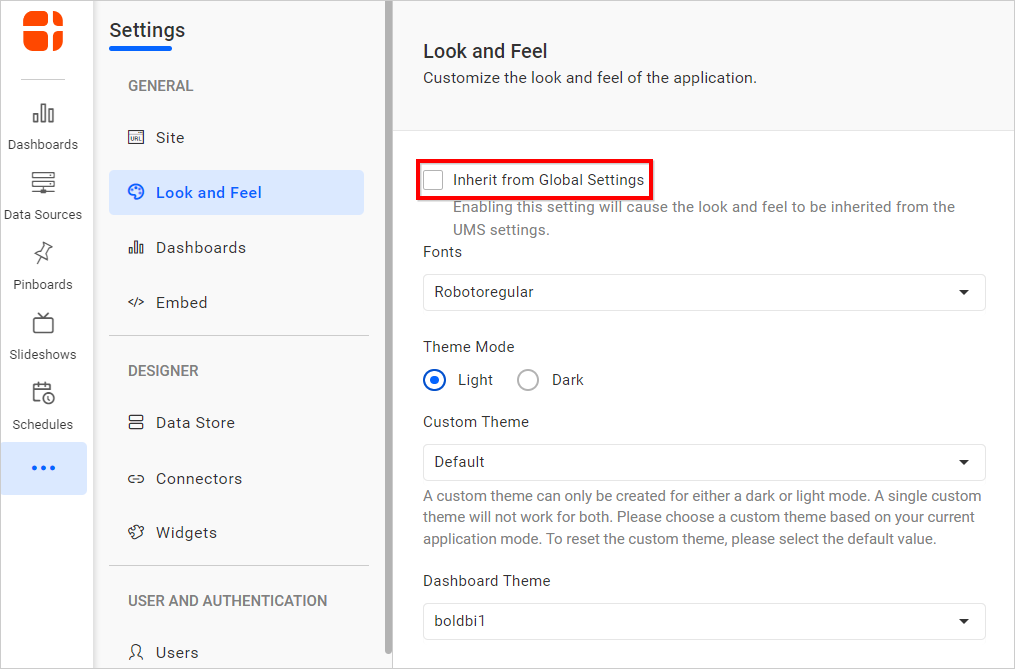 Dashboards
Data Sources
Pinboards
Slideshows
Schedules
Settings
GENERAL
URL
Site
Look and Feel
Dashboards
Embed
DESIGNER
Data Store
Connectors
Widgets
USER AND AUTHENTICATION
Users
Look and Feel
Customize the look and feel of the application.
Inherit from Global Settings
Enabling this setting will cause the look and feel to be inherited from the
UMS settings.
Fonts
Robotoregular
Theme Mode
Light Dark
Custom Theme
Default
A custom theme can only be created for either a dark or light mode. A single custom
theme will not work for both. Please choose a custom theme based on your current
application mode. To reset the custom theme, please select the default value.
Dashboard Theme
boldbi1